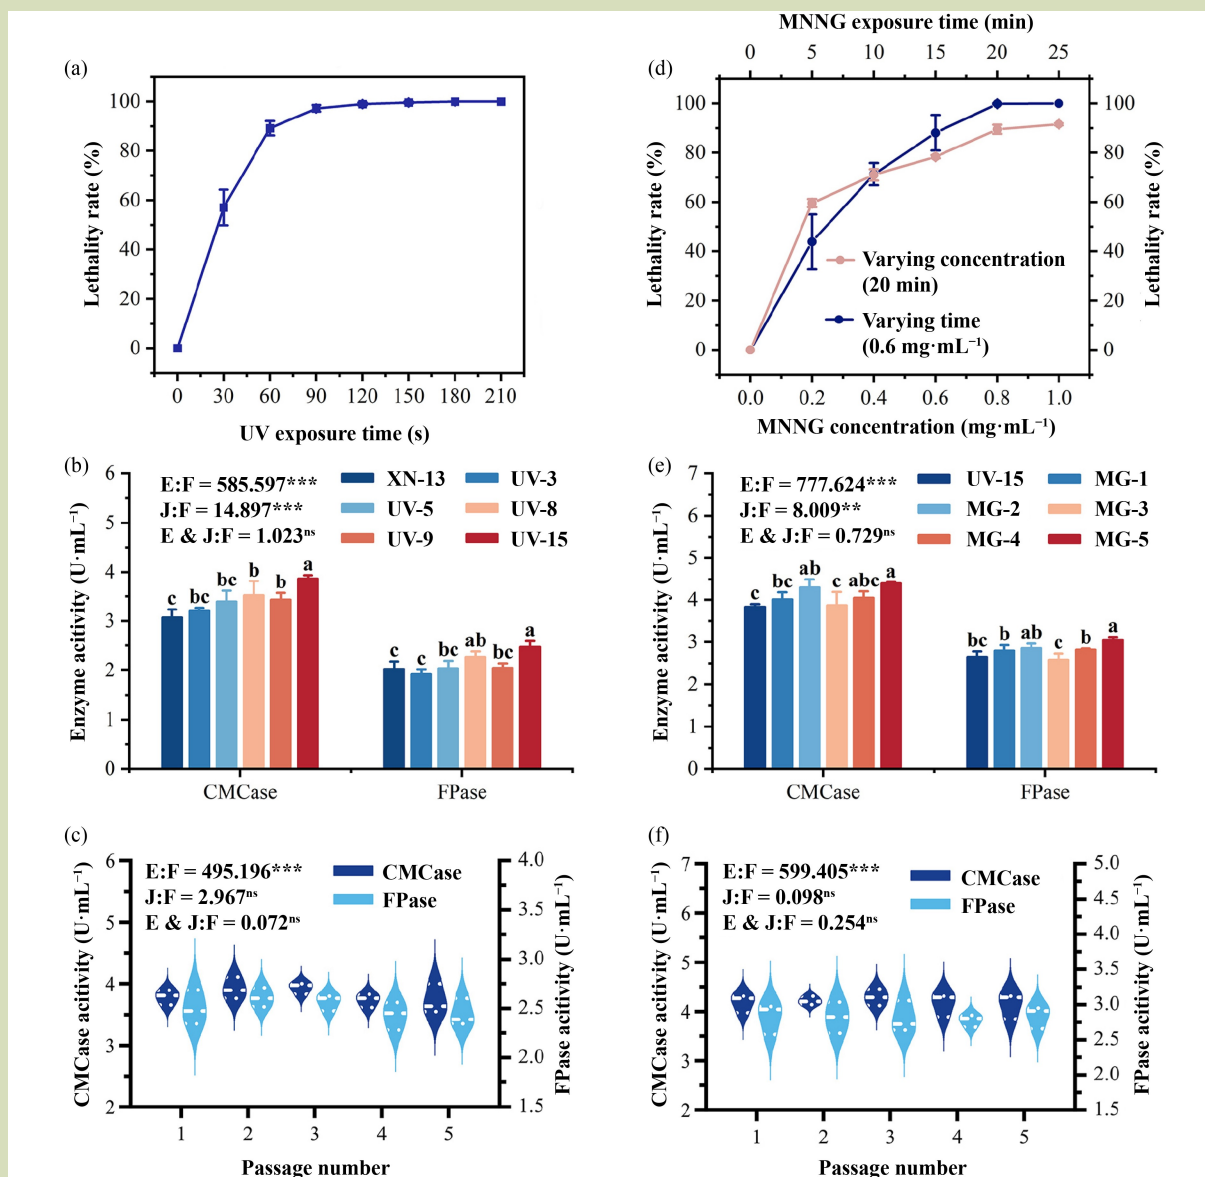 (a)
100
80
60
40
20
0
Lethality rate (%)
0 30 60 90 120 150 180 210
UV exposure time (s)
(d)
MNNG exposure time (min)
0 5 10 15 20 25
100
80
60
40
20
0
Lethality rate (%)
100
80
60
40
20
0
Lethality rate (%)
Varying concentration
(20 min)
Varying time
(0.6 mg·mL⁻¹)
0.0 0.2 0.4 0.6 0.8 1.0
MNNG concentration (mg·mL⁻¹)
(b)
6
5
4
3
2
1
0
Enzyme acitivity (U·mL⁻¹)
E:F = 585.597***
J:F = 14.897***
E & J:F = 1.023ⁿˢ
XN-13 UV-3
UV-5 UV-8
UV-9 UV-15
c bc bc b b a
c c bc ab bc a
CMCase FPase
(e)
7
6
5
4
3
2
1
0
Enzyme acitivity (U·mL⁻¹)
E:F = 777.624***
J:F = 8.009**
E & J:F = 0.729ⁿˢ
UV-15 MG-1
MG-2 MG-3
MG-4 MG-5
c bc ab c abc a
bc b ab c b a
CMCase FPase
(c)
6
5
4
3
2
CMCase acitivity (U·mL⁻¹)
E:F = 495.196***
J:F = 2.967ⁿˢ
E & J:F = 0.072ⁿˢ
CMCase
FPase
4.0
3.5
3.0
2.5
2.0
1.5
FPase acitivity (U·mL⁻¹)
1 2 3 4 5
Passage number
(f)
7
6
5
4
3
2
CMCase acitivity (U·mL⁻¹)
E:F = 599.405***
J:F = 0.098ⁿˢ
E & J:F = 0.254ⁿˢ
CMCase
FPase
5.0
4.5
4.0
3.5
3.0
2.5
2.0
1.5
FPase acitivity (U·mL⁻¹)
1 2 3 4 5
Passage number